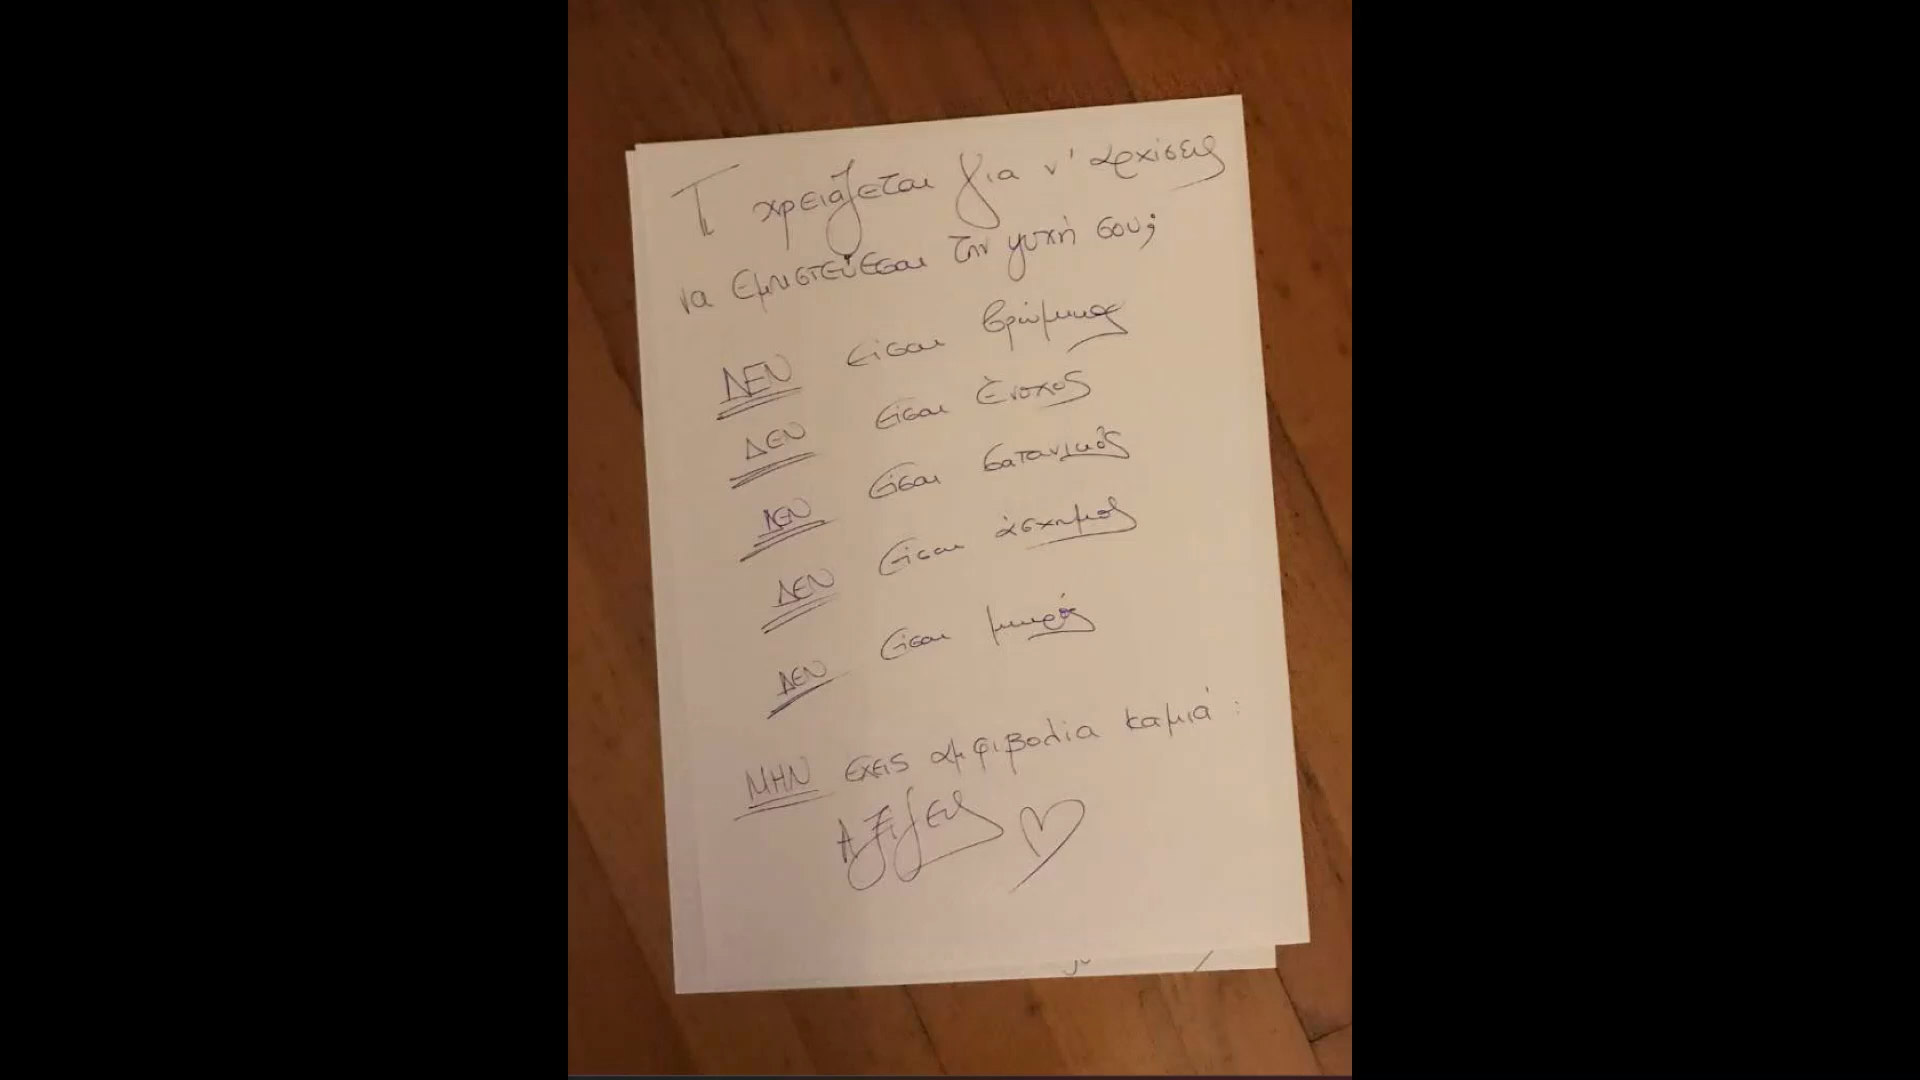 Τι χρειάζεται για ν' αρχίσεις
να εμπιστεύεσαι την ψυχή σου;
ΔΕΝ είσαι βρώμικος
ΔΕΝ είσαι ένοχος
ΔΕΝ είσαι σατανικός
ΔΕΝ είσαι άσχημος
ΔΕΝ είσαι μικρός
ΜΗΝ έχεις αμφιβολία καμιά:
Αξίζεις